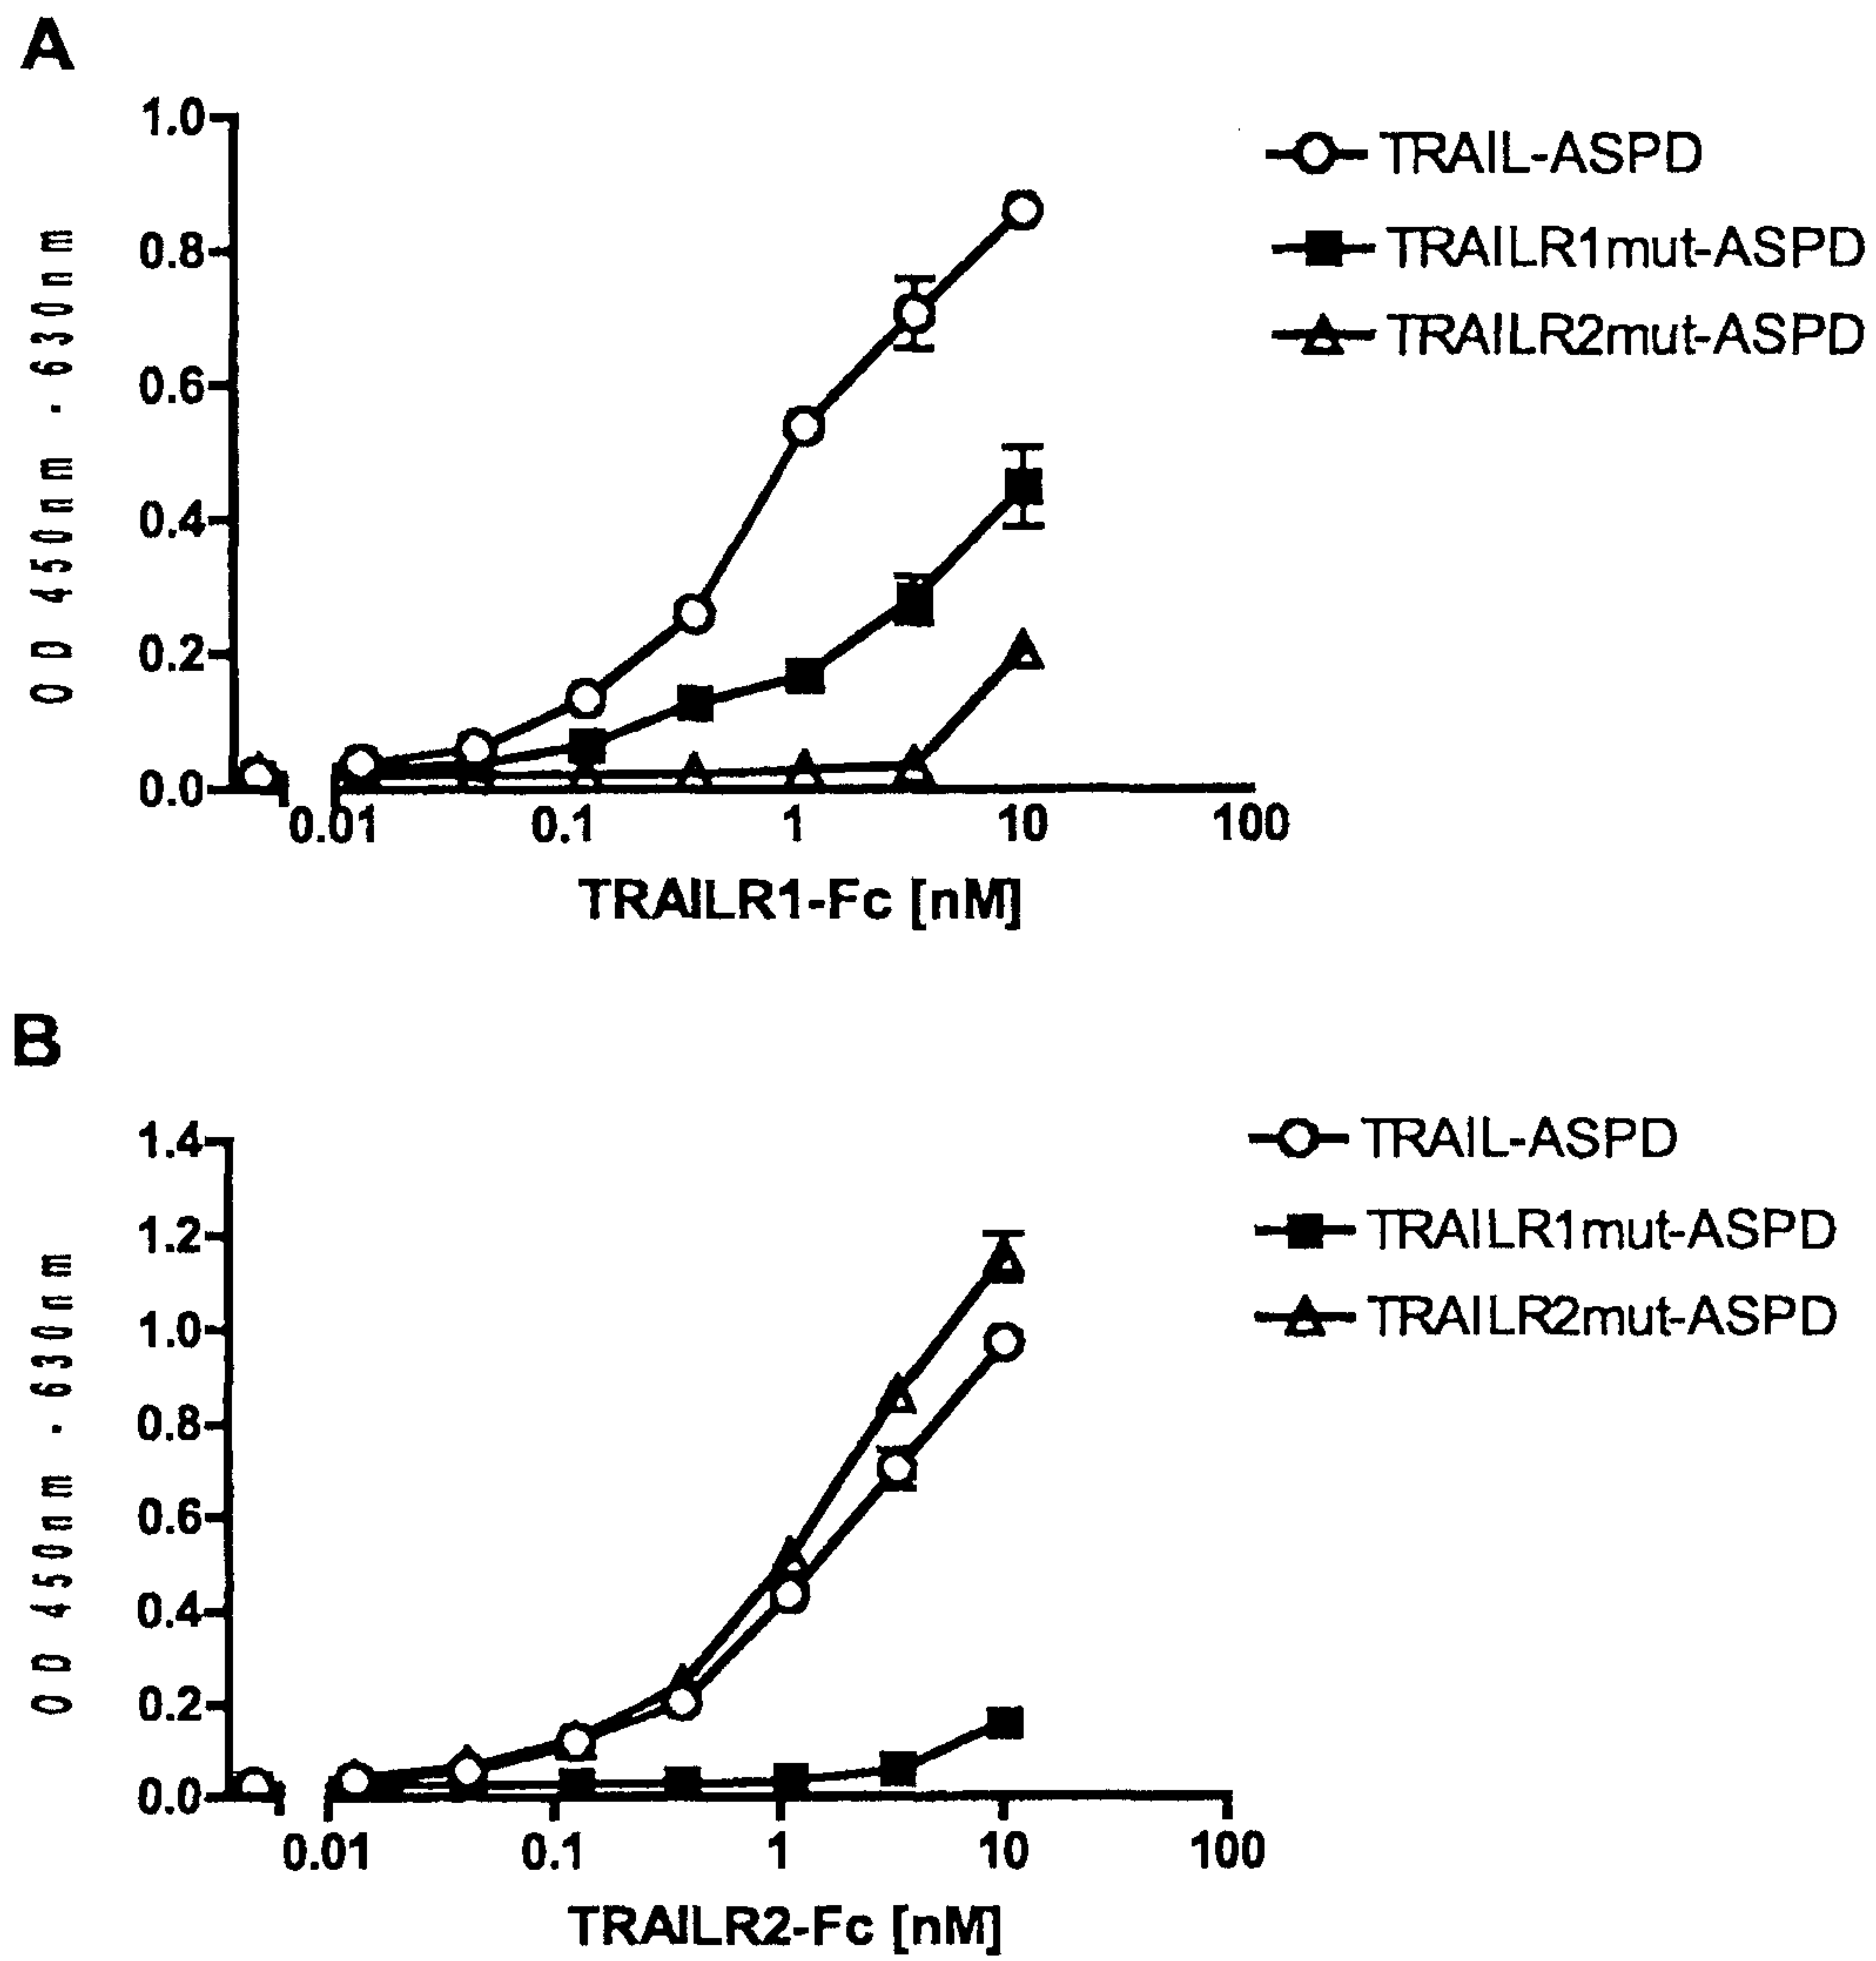 A
1.0
0.8
0.6
0.4
0.2
0.0
OD 450nm - 630nm
0.01 0.1 1 10 100
TRAILR1-Fc [nM]
TRAIL-ASPD
TRAILR1mut-ASPD
TRAILR2mut-ASPD
B
1.4
1.2
1.0
0.8
0.6
0.4
0.2
0.0
OD 450nm - 630nm
0.01 0.1 1 10 100
TRAILR2-Fc [nM]
TRAIL-ASPD
TRAILR1mut-ASPD
TRAILR2mut-ASPD